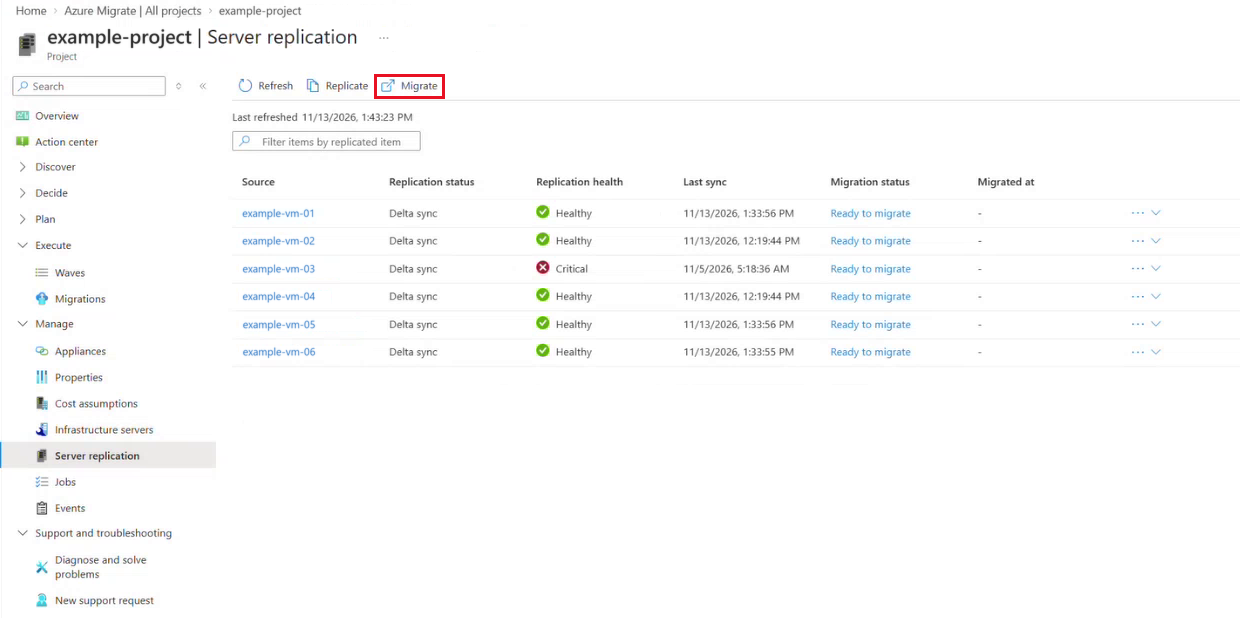 Home > Azure Migrate | All projects > example-project
example-project | Server replication ...
Project
Search
Refresh Replicate Migrate
Last refreshed 11/13/2026, 1:43:23 PM
Filter items by replicated item
Overview
Action center
Discover
Decide
Plan
Execute
Waves
Migrations
Manage
Appliances
Properties
Cost assumptions
Infrastructure servers
Server replication
Jobs
Events
Support and troubleshooting
Diagnose and solve
problems
New support request
Source Replication status Replication health Last sync Migration status Migrated at
example-vm-01 Delta sync Healthy 11/13/2026, 1:33:56 PM Ready to migrate - ...
example-vm-02 Delta sync Healthy 11/13/2026, 12:19:44 PM Ready to migrate - ...
example-vm-03 Delta sync Critical 11/5/2026, 5:18:36 AM Ready to migrate - ...
example-vm-04 Delta sync Healthy 11/13/2026, 12:19:44 PM Ready to migrate - ...
example-vm-05 Delta sync Healthy 11/13/2026, 1:33:56 PM Ready to migrate - ...
example-vm-06 Delta sync Healthy 11/13/2026, 1:33:55 PM Ready to migrate - ...